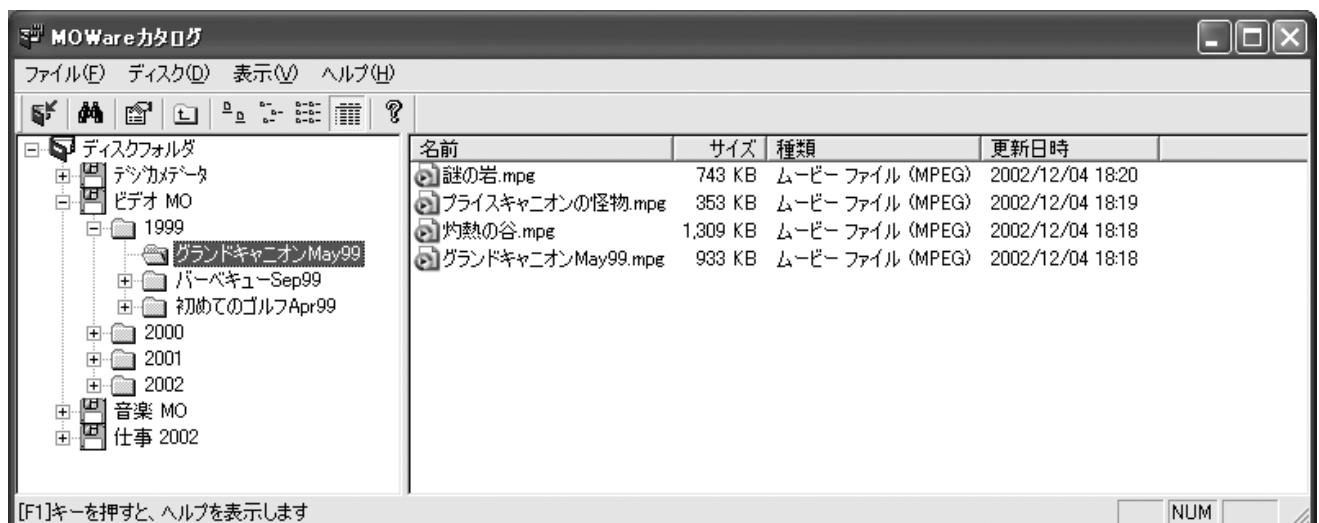 MOWareカタログ
ファイル(F) ディスク(D) 表示(V) ヘルプ(H)
ディスクフォルダ
デジカメデータ
ビデオ MO
1999
グランドキャニオンMay99
バーベキューSep99
初めてのゴルフApr99
2000
2001
2002
音楽 MO
仕事 2002
名前 サイズ 種類 更新日時
謎の岩.mpg 743 KB ムービー ファイル (MPEG) 2002/12/04 18:20
ブライスキャニオンの怪物.mpg 353 KB ムービー ファイル (MPEG) 2002/12/04 18:19
灼熱の谷.mpg 1,309 KB ムービー ファイル (MPEG) 2002/12/04 18:18
グランドキャニオンMay99.mpg 933 KB ムービー ファイル (MPEG) 2002/12/04 18:18
[F1]キーを押すと、ヘルプを表示します
NUM